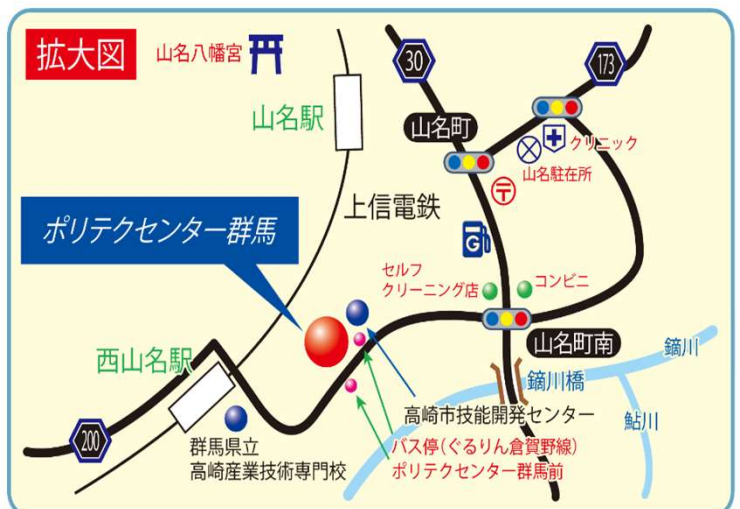 拡大図
山名八幡宮
山名駅
30
173
山名町
クリニック
山名駐在所
〒
上信電鉄
G
ポリテクセンター群馬
セルフ
クリーニング店
コンビニ
山名町南
西山名駅
鏑川
鏑川橋
鮎川
高崎市技能開発センター
200
群馬県立
高崎産業技術専門校
バス停(ぐるりん倉賀野線)
ポリテクセンター群馬前